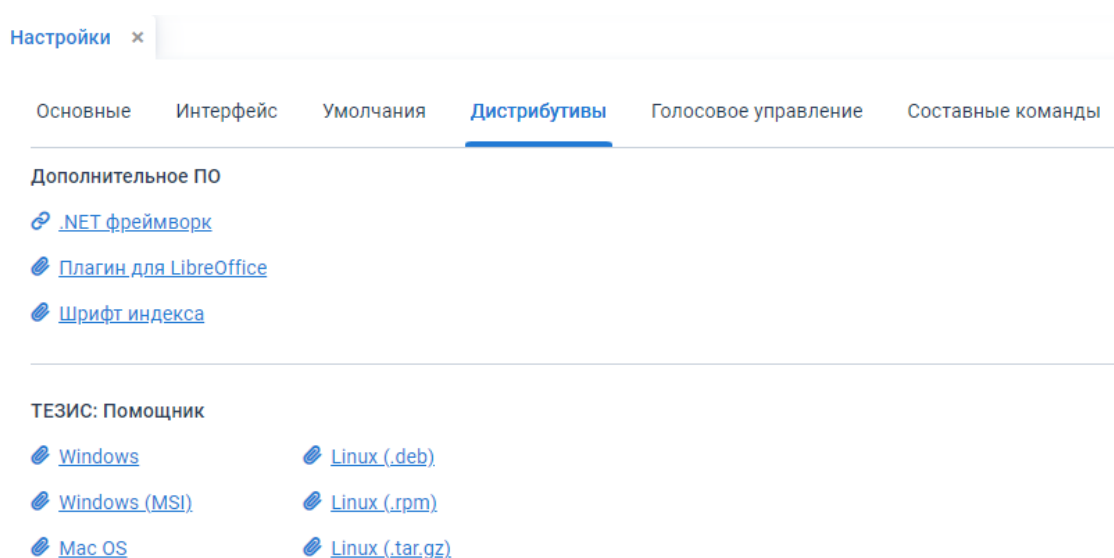 Настройки ×
Основные Интерфейс Умолчания Дистрибутивы Голосовое управление Составные команды
Дополнительное ПО
.NET фреймворк
Плагин для LibreOffice
Шрифт индекса
ТЕЗИС: Помощник
Windows Linux (.deb)
Windows (MSI) Linux (.rpm)
Mac OS Linux (.tar.gz)